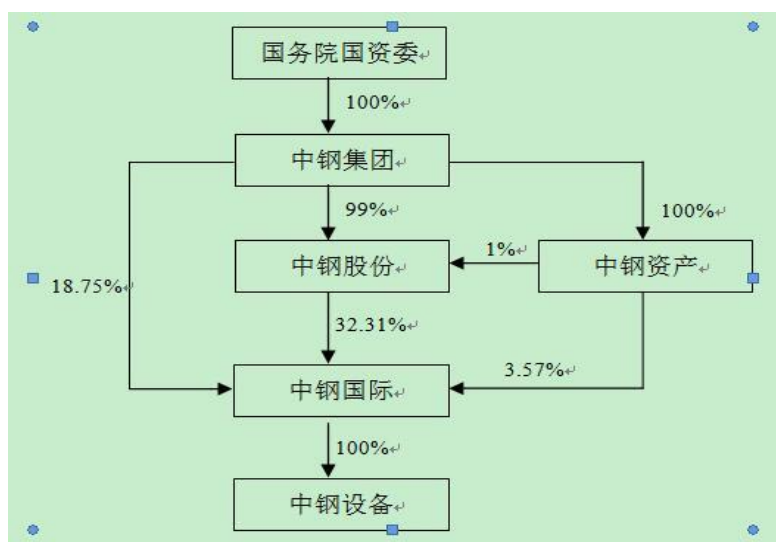 国务院国资委
100%
中钢集团
99%
100%
中钢股份
1%
中钢资产
18.75%
32.31%
3.57%
中钢国际
100%
中钢设备